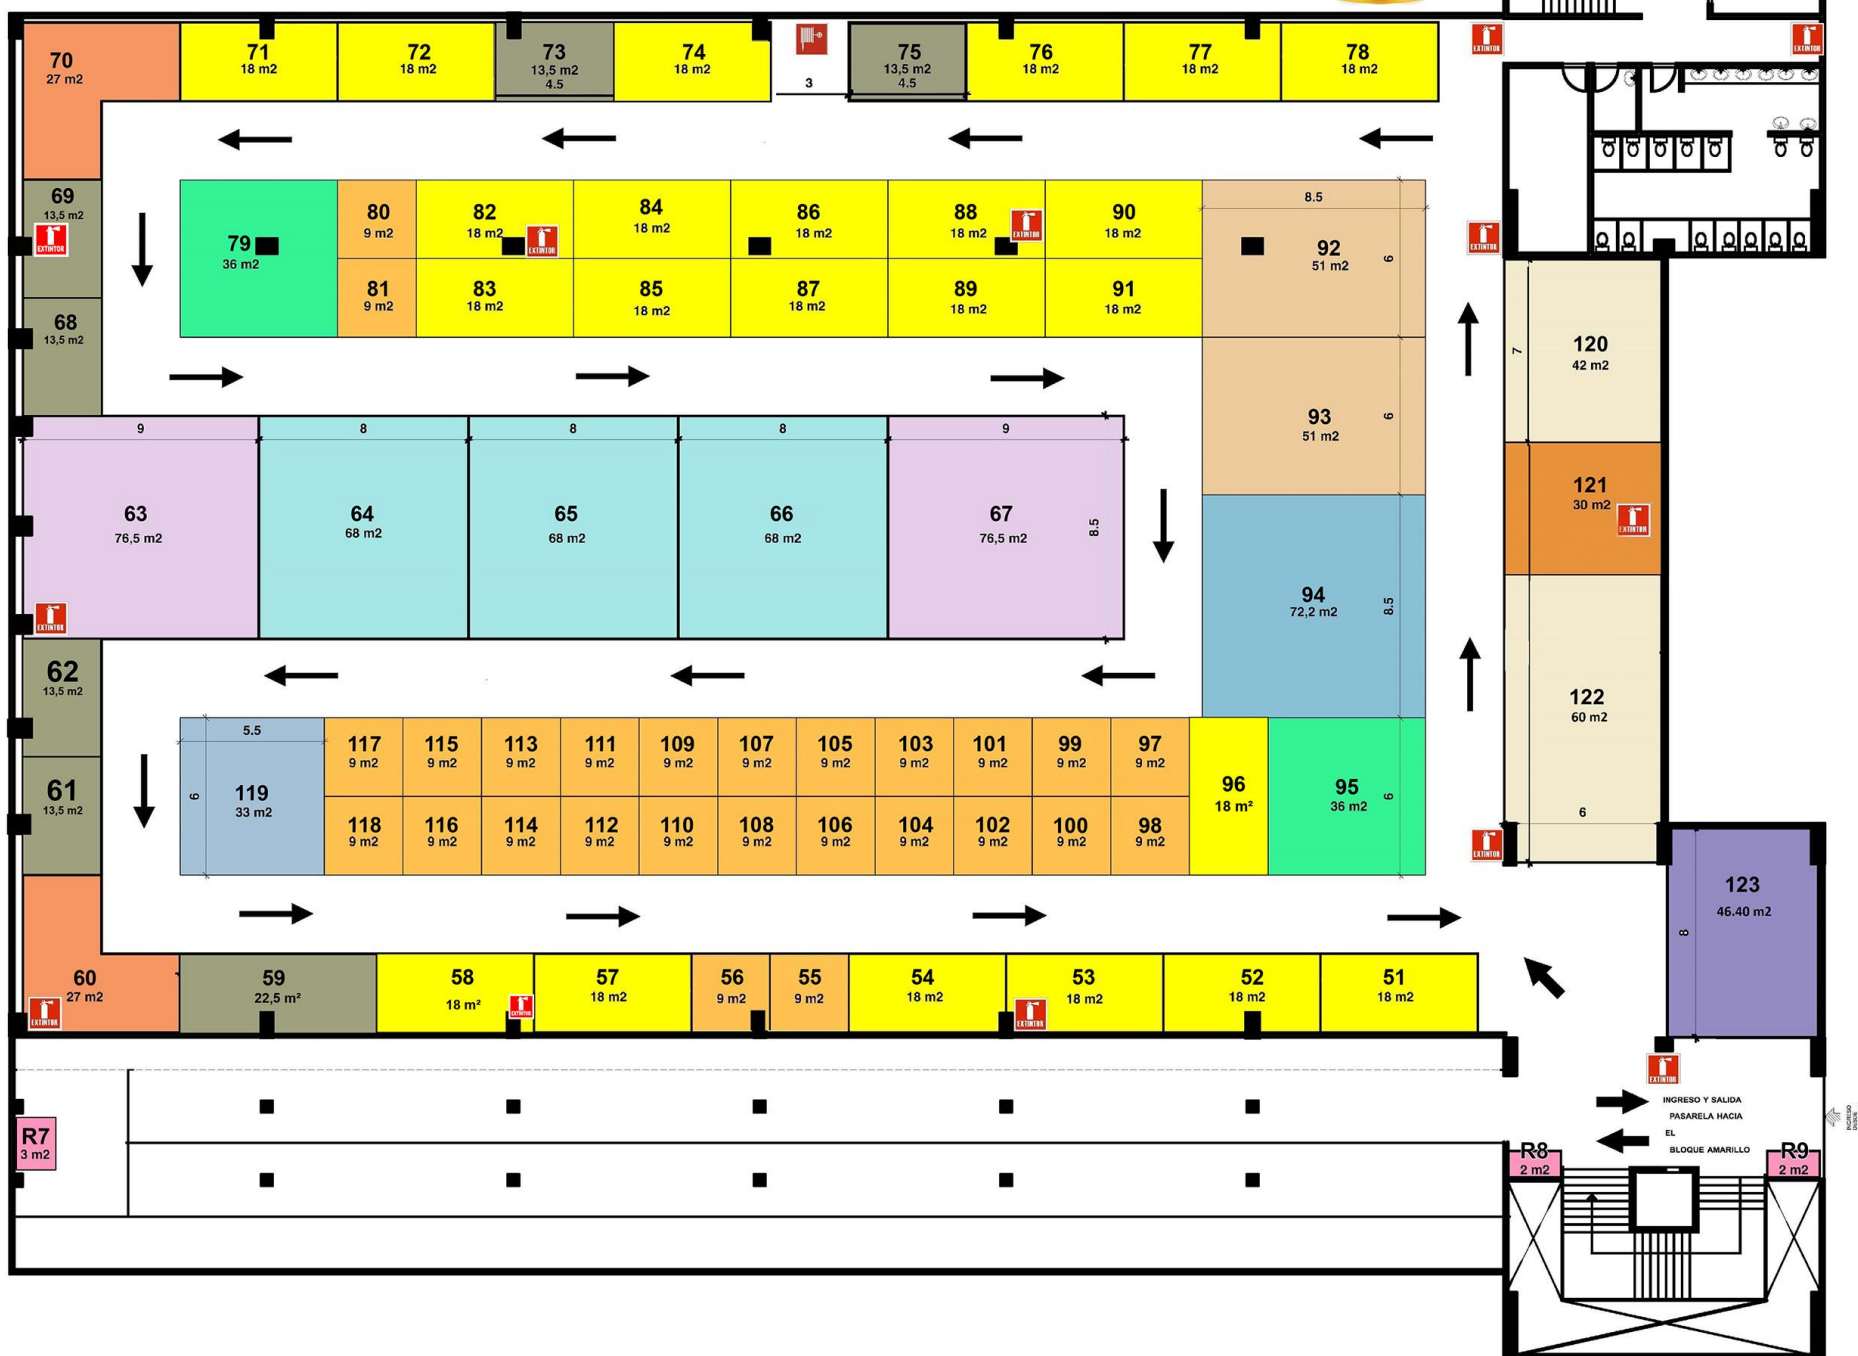 70
27 m2
71
18 m2
72
18 m2
73
13,5 m2
4.5
74
18 m2
3
75
13,5 m2
4.5
76
18 m2
77
18 m2
78
18 m2
EXTINTOR
EXTINTOR
69
13,5 m2
EXTINTOR
68
13,5 m2
79
36 m2
80
9 m2
81
9 m2
82
18 m2
EXTINTOR
83
18 m2
84
18 m2
85
18 m2
86
18 m2
87
18 m2
88
18 m2
EXTINTOR
89
18 m2
90
18 m2
91
18 m2
8.5
92
51 m2
6
EXTINTOR
93
51 m2
6
7
120
42 m2
9
63
76,5 m2
EXTINTOR
8
64
68 m2
8
65
68 m2
8
66
68 m2
9
67
76,5 m2
8.5
94
72,2 m2
8.5
121
30 m2
EXTINTOR
122
60 m2
6
62
13,5 m2
61
13,5 m2
5.5
6
119
33 m2
117
9 m2
115
9 m2
113
9 m2
111
9 m2
109
9 m2
107
9 m2
105
9 m2
103
9 m2
101
9 m2
99
9 m2
97
9 m2
118
9 m2
116
9 m2
114
9 m2
112
9 m2
110
9 m2
108
9 m2
106
9 m2
104
9 m2
102
9 m2
100
9 m2
98
9 m2
96
18 m²
95
36 m2
6
EXTINTOR
123
46.40 m2
8
60
27 m2
EXTINTOR
59
22,5 m²
58
18 m²
EXTINTOR
57
18 m2
56
9 m2
55
9 m2
54
18 m2
53
18 m2
EXTINTOR
52
18 m2
51
18 m2
EXTINTOR
INGRESO Y SALIDA
PASARELA HACIA
EL
BLOQUE AMARILLO
INGRESO
DESDE
R7
3 m2
R8
2 m2
R9
2 m2